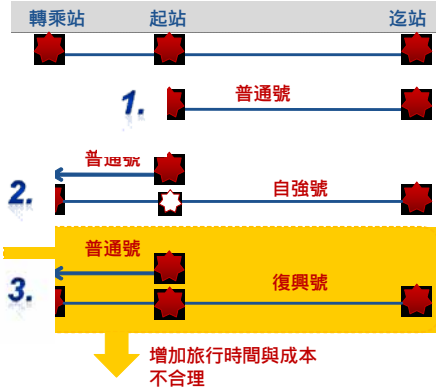 轉乘站 起站 迄站
1. 普通號
普通號
2. 自強號
普通號
3. 復興號
增加旅行時間與成本
不合理